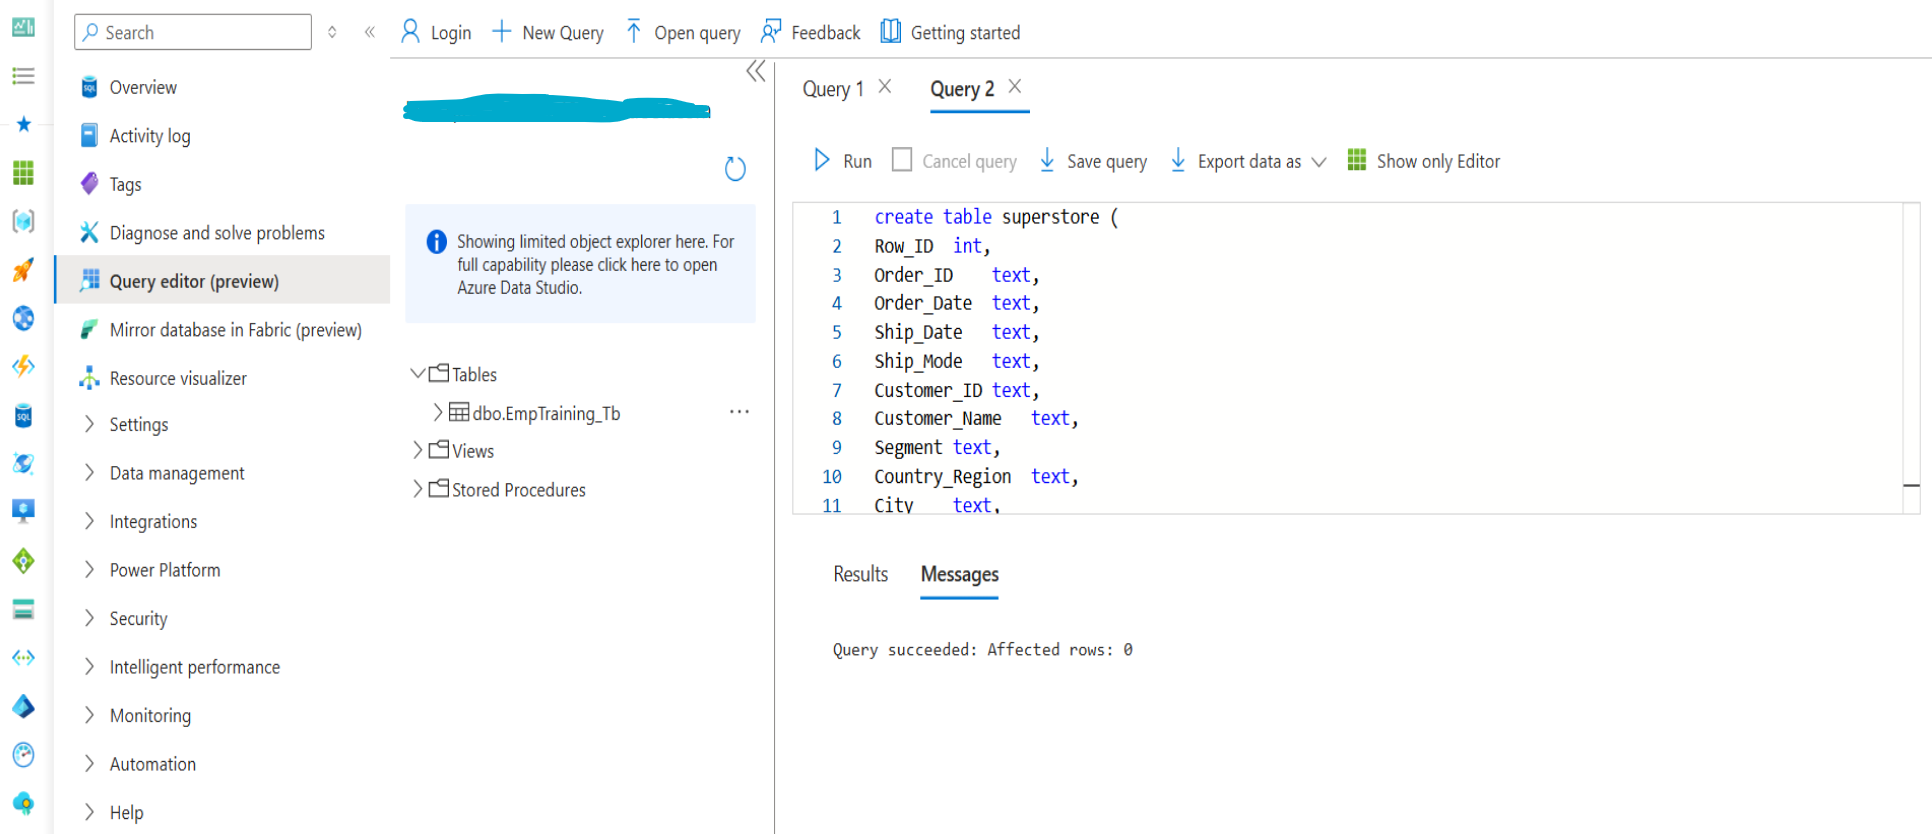 Search
Login
New Query
Open query
Feedback
Getting started
Overview
Activity log
Tags
Diagnose and solve problems
Query editor (preview)
Mirror database in Fabric (preview)
Resource visualizer
Settings
Data management
Integrations
Power Platform
Security
Intelligent performance
Monitoring
Automation
Help
Showing limited object explorer here. For
full capability please click here to open
Azure Data Studio.
Tables
dbo.EmpTraining_Tb
Views
Stored Procedures
Query 1
Query 2
Run
Cancel query
Save query
Export data as
Show only Editor
1 create table superstore (
2 Row_ID int,
3 Order_ID text,
4 Order_Date text,
5 Ship_Date text,
6 Ship_Mode text,
7 Customer_ID text,
8 Customer_Name text,
9 Segment text,
10 Country_Region text,
11 City text,
Results
Messages
Query succeeded: Affected rows: 0